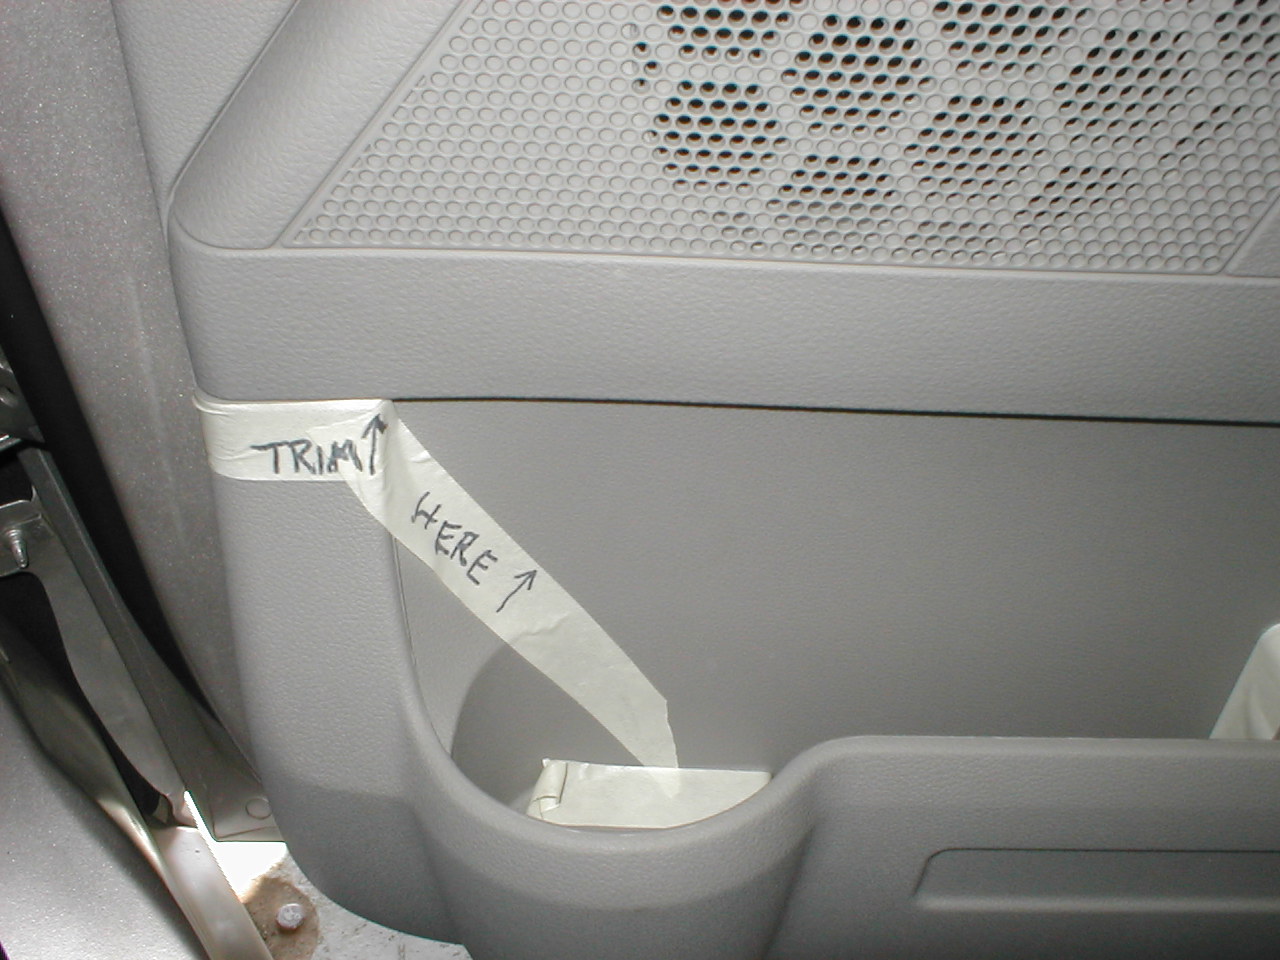 TRIM ↑
HERE ↑